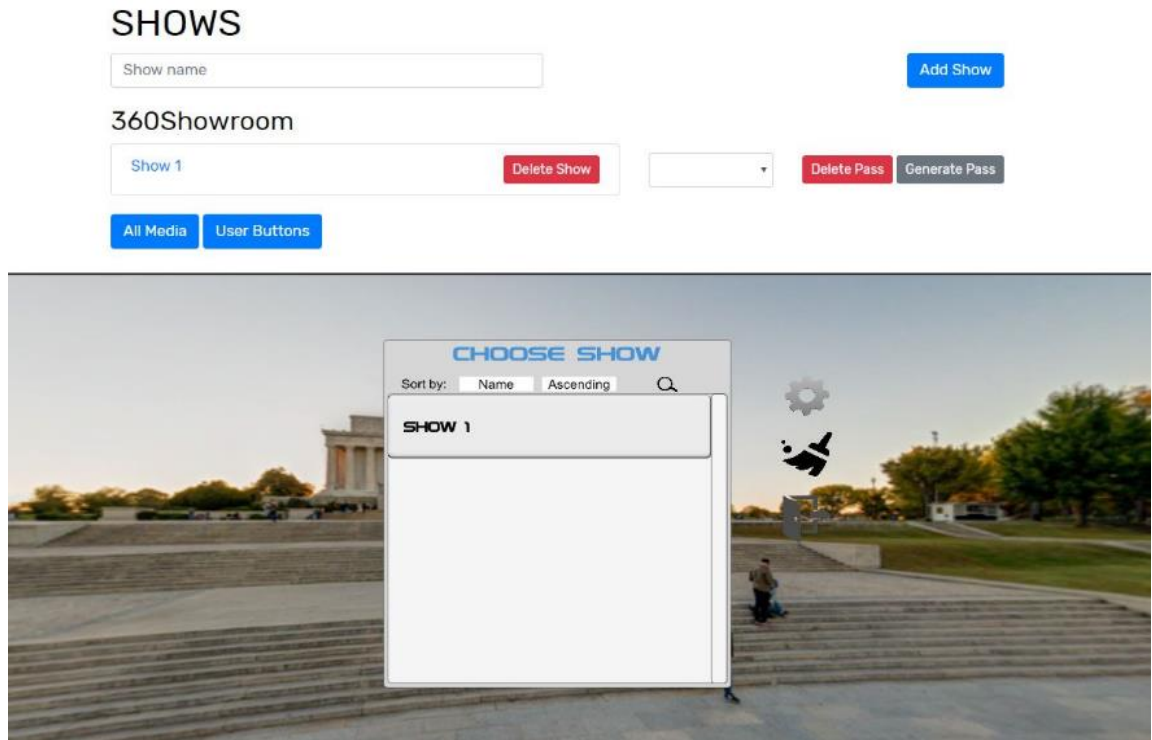 SHOWS
Show name Add Show
360Showroom
Show 1 Delete Show Delete Pass Generate Pass
All Media User Buttons
CHOOSE SHOW
Sort by: Name Ascending
SHOW 1